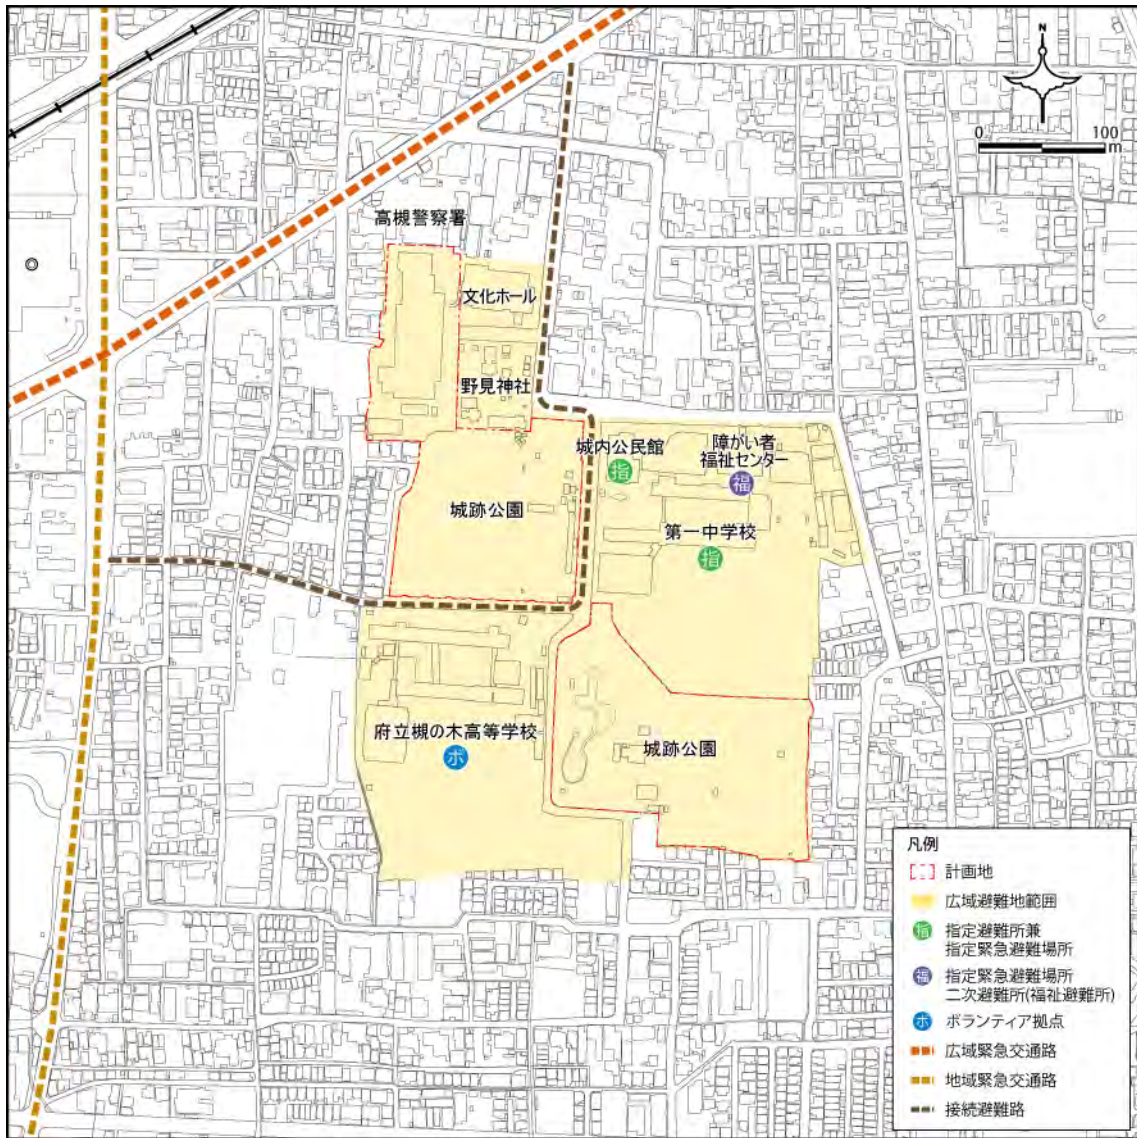 N
0 100
m
高槻警察署
文化ホール
野見神社
城内公民館
指
障がい者
福祉センター
福
城跡公園
第一中学校
指
府立槻の木高等学校
ボ
城跡公園
凡例
計画地
広域避難地範囲
指 指定避難所兼
指定緊急避難場所
福 指定緊急避難場所
二次避難所(福祉避難所)
ボ ボランティア拠点
広域緊急交通路
地域緊急交通路
接続避難路